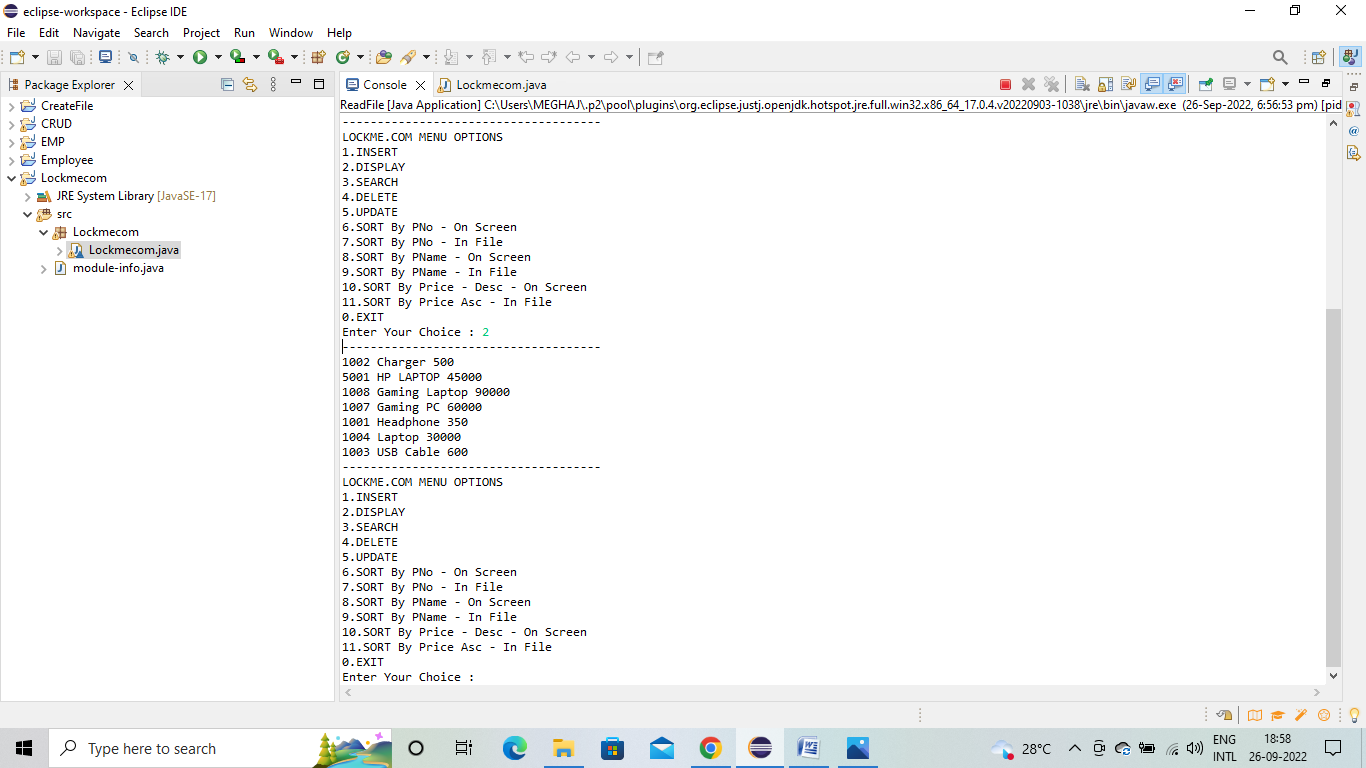 eclipse-workspace - Eclipse IDE
File Edit Navigate Search Project Run Window Help
Package Explorer
CreateFile
CRUD
EMP
Employee
Lockmecom
JRE System Library [JavaSE-17]
src
Lockmecom
Lockmecom.java
module-info.java
Console Lockmecom.java
ReadFile [Java Application] C:\Users\MEGHAJ\.p2\pool\plugins\org.eclipse.justj.openjdk.hotspot.jre.full.win32.x86_64_17.0.4.v20220903-1038\jre\bin\javaw.exe (26-Sep-2022, 6:56:53 pm) [pid
-------------------------------------
LOCKME.COM MENU OPTIONS
1.INSERT
2.DISPLAY
3.SEARCH
4.DELETE
5.UPDATE
6.SORT By PNo - On Screen
7.SORT By PNo - In File
8.SORT By PName - On Screen
9.SORT By PName - In File
10.SORT By Price - Desc - On Screen
11.SORT By Price Asc - In File
0.EXIT
Enter Your Choice : 2
-------------------------------------
1002 Charger 500
5001 HP LAPTOP 45000
1008 Gaming Laptop 90000
1007 Gaming PC 60000
1001 Headphone 350
1004 Laptop 30000
1003 USB Cable 600
-------------------------------------
LOCKME.COM MENU OPTIONS
1.INSERT
2.DISPLAY
3.SEARCH
4.DELETE
5.UPDATE
6.SORT By PNo - On Screen
7.SORT By PNo - In File
8.SORT By PName - On Screen
9.SORT By PName - In File
10.SORT By Price - Desc - On Screen
11.SORT By Price Asc - In File
0.EXIT
Enter Your Choice :
Type here to search
28°C
ENG
INTL
18:58
26-09-2022